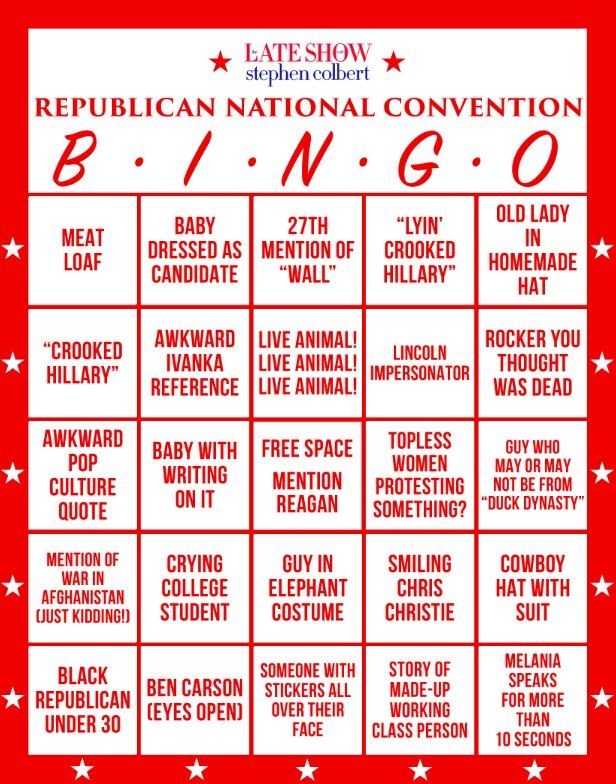 the LATE SHOW with
stephen colbert
REPUBLICAN NATIONAL CONVENTION
B · I · N · G · O
MEAT
LOAF
BABY
DRESSED AS
CANDIDATE
27TH
MENTION OF
“WALL”
“LYIN’
CROOKED
HILLARY”
OLD LADY
IN
HOMEMADE
HAT
“CROOKED
HILLARY”
AWKWARD
IVANKA
REFERENCE
LIVE ANIMAL!
LIVE ANIMAL!
LIVE ANIMAL!
LINCOLN
IMPERSONATOR
ROCKER YOU
THOUGHT
WAS DEAD
AWKWARD
POP
CULTURE
QUOTE
BABY WITH
WRITING
ON IT
FREE SPACE
MENTION
REAGAN
TOPLESS
WOMEN
PROTESTING
SOMETHING?
GUY WHO
MAY OR MAY
NOT BE FROM
“DUCK DYNASTY”
MENTION OF
WAR IN
AFGHANISTAN
(JUST KIDDING!)
CRYING
COLLEGE
STUDENT
GUY IN
ELEPHANT
COSTUME
SMILING
CHRIS
CHRISTIE
COWBOY
HAT WITH
SUIT
BLACK
REPUBLICAN
UNDER 30
BEN CARSON
(EYES OPEN)
SOMEONE WITH
STICKERS ALL
OVER THEIR
FACE
STORY OF
MADE-UP
WORKING
CLASS PERSON
MELANIA
SPEAKS
FOR MORE
THAN
10 SECONDS